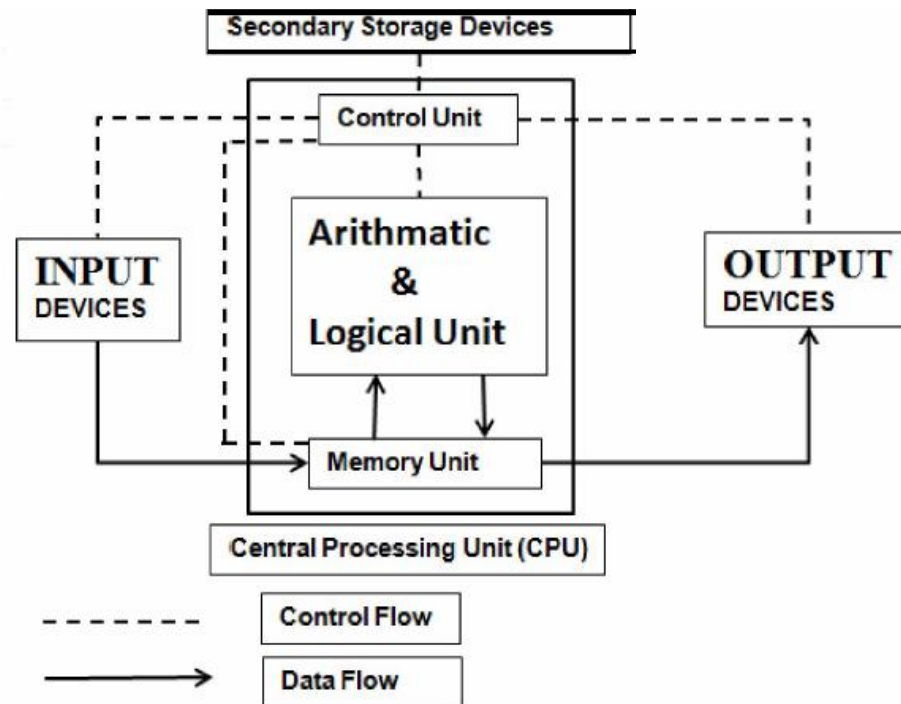 Secondary Storage Devices
Control Unit
Arithmatic
&
Logical Unit
INPUT
DEVICES
OUTPUT
DEVICES
Memory Unit
Central Processing Unit (CPU)
Control Flow
Data Flow